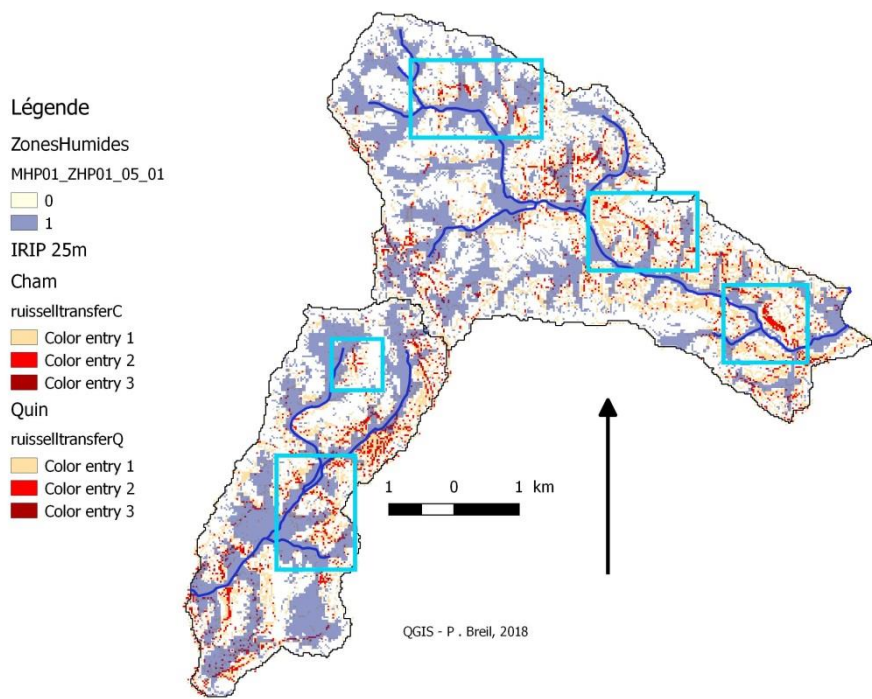 Légende
ZonesHumides
MHP01_ZHP01_05_01
0
1
IRIP 25m
Cham
ruisselltransferC
Color entry 1
Color entry 2
Color entry 3
Quin
ruisselltransferQ
Color entry 1
Color entry 2
Color entry 3
1 0 1 km
QGIS - P . Breil, 2018